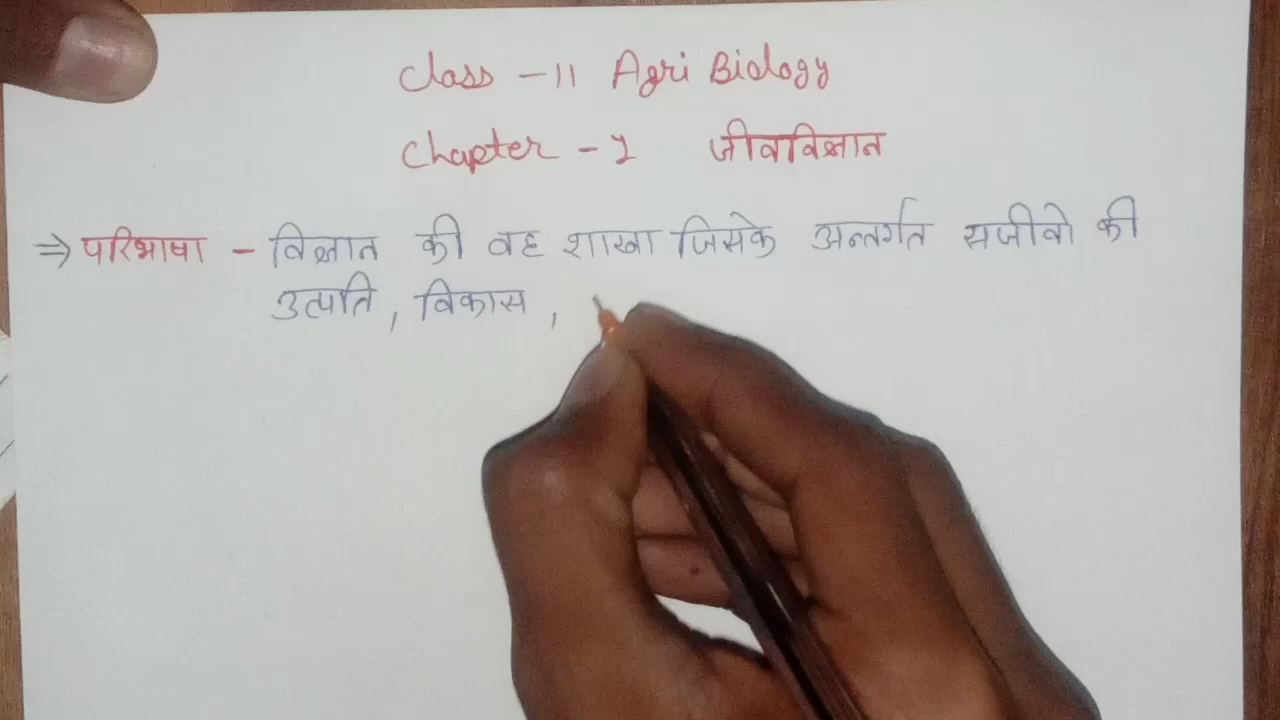 Class - 11 Agri Biology
Chapter - 1 जीवविज्ञान
⇒ परिभाषा - विज्ञान की वह शाखा जिसके अन्तर्गत सजीवो की
उत्पति , विकास ,